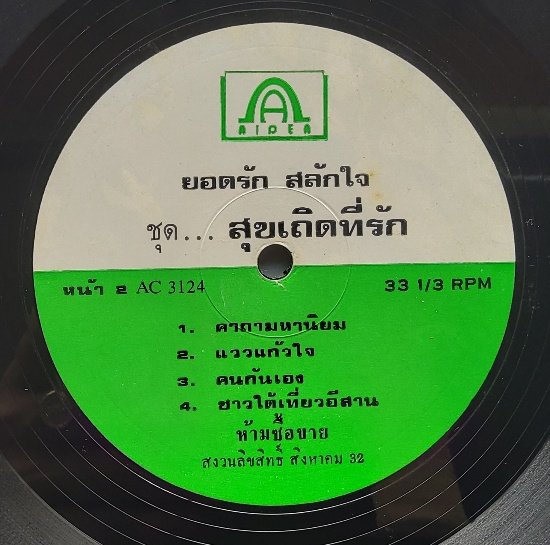 AIDEA
ยอดรัก สลักใจ
ชุด... สุขเถิดที่รัก
หน้า 2 AC 3124
33 1/3 RPM
1. คาถามหานิยม
2. แววแก้วใจ
3. คนกันเอง
4. ชาวใต้เที่ยวอีสาน
ห้ามซื้อขาย
สงวนลิขสิทธิ์ สิงหาคม 32